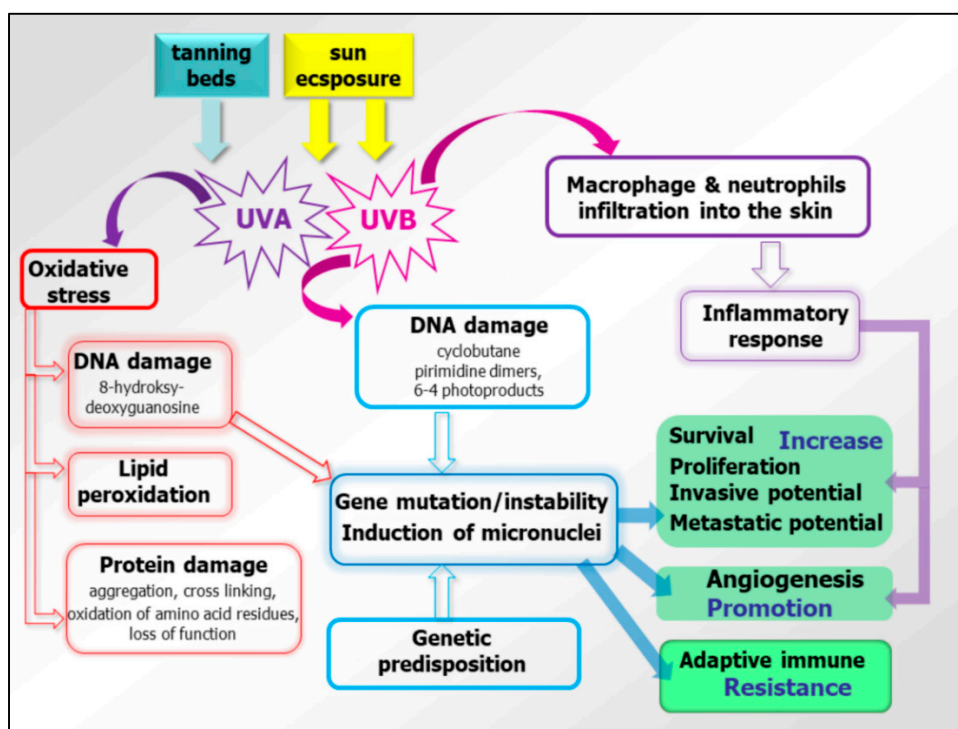 tanning
beds
sun
ecsposure
UVA
UVB
Macrophage & neutrophils
infiltration into the skin
Oxidative
stress
DNA damage
cyclobutane
pirimidine dimers,
6-4 photoproducts
Inflammatory
response
DNA damage
8-hydroksy-
deoxyguanosine
Lipid
peroxidation
Protein damage
aggregation, cross linking,
oxidation of amino acid residues,
loss of function
Gene mutation/instability
Induction of micronuclei
Genetic
predisposition
Survival Increase
Proliferation
Invasive potential
Metastatic potential
Angiogenesis
Promotion
Adaptive immune
Resistance